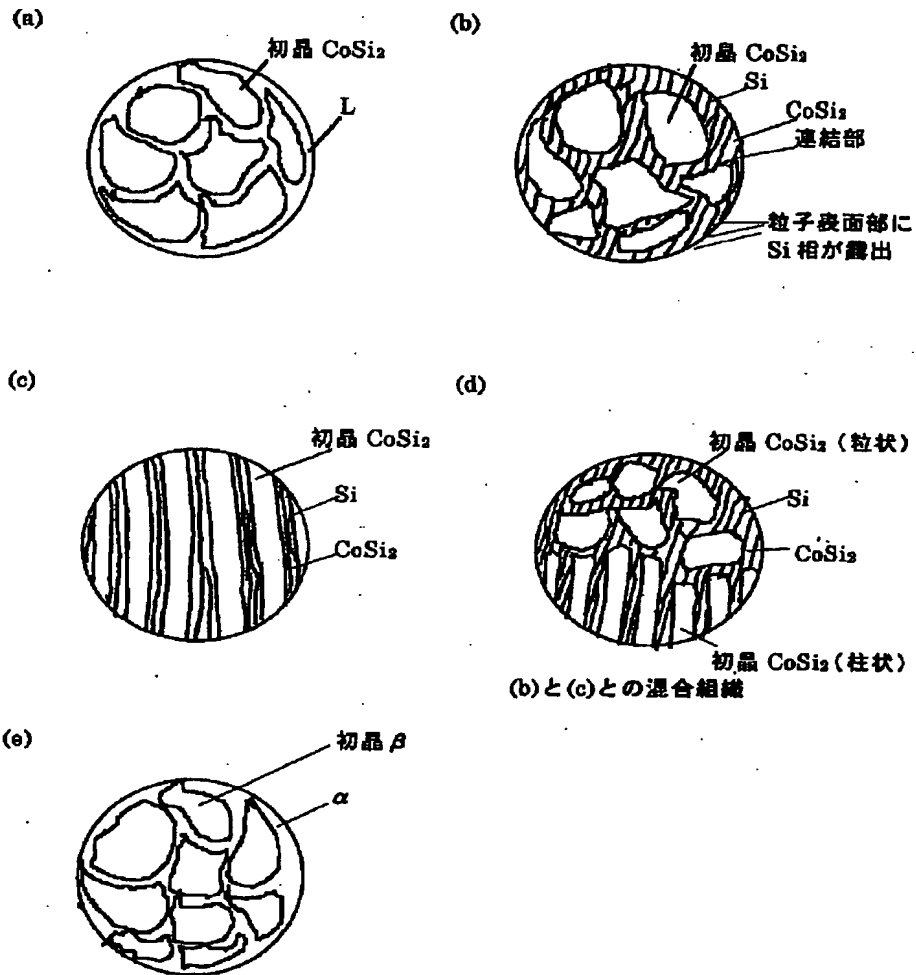 (a)
初晶 CoSi₂
L
(b)
初晶 CoSi₂
Si
CoSi₂
連結部
粒子表面部に
Si 相が露出
(c)
初晶 CoSi₂
Si
CoSi₂
(d)
初晶 CoSi₂（粒状）
Si
CoSi₂
初晶 CoSi₂（柱状）
(b)と(c)との混合組織
(e)
初晶 β
α